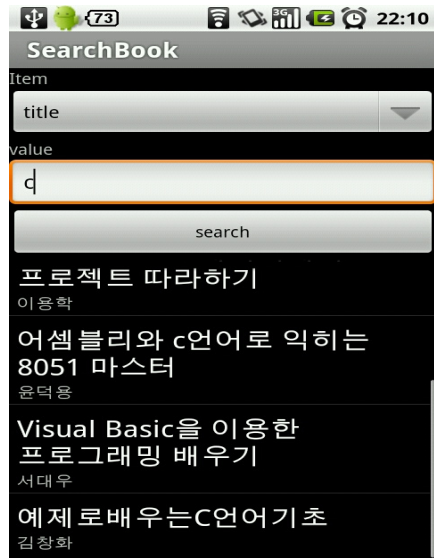 73 3G 22:10
SearchBook
Item
title
value
c
search
프로젝트 따라하기
이용학
어셈블리와 c언어로 익히는
8051 마스터
윤덕용
Visual Basic을 이용한
프로그래밍 배우기
서대우
예제로배우는C언어기초
김창화